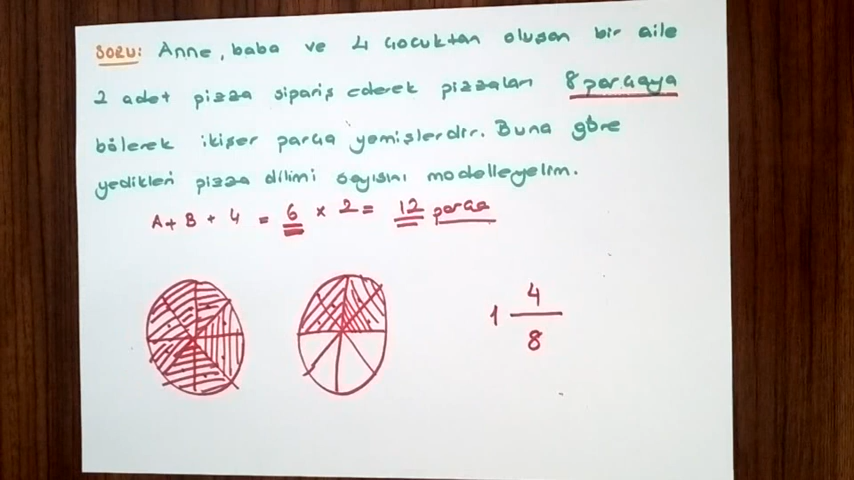 SORU: Anne, baba ve 4 çocuktan oluşan bir aile
2 adet pizza sipariş ederek pizzaları 8 parçaya
bölerek ikişer parça yemişlerdir. Buna göre
yedikleri pizza dilimi sayısını modelleyelim.
A + B + 4 = 6 x 2 = 12 parça
1 4/8